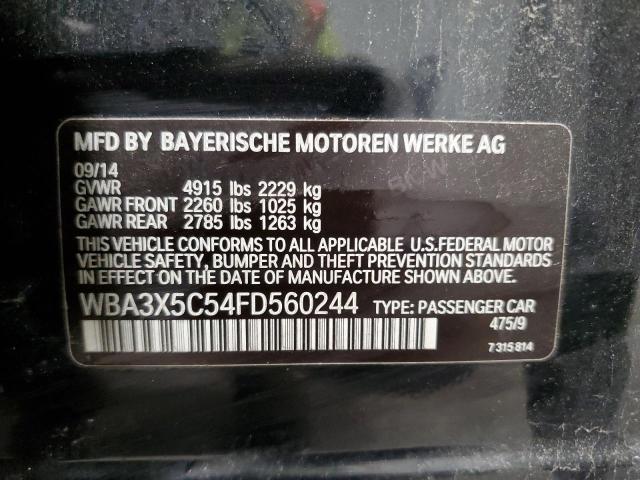 MFD BY BAYERISCHE MOTOREN WERKE AG
09/14
GVWR 4915 lbs 2229 kg
GAWR FRONT 2260 lbs 1025 kg
GAWR REAR 2785 lbs 1263 kg
THIS VEHICLE CONFORMS TO ALL APPLICABLE U.S.FEDERAL MOTOR
VEHICLE SAFETY, BUMPER AND THEFT PREVENTION STANDARDS
IN EFFECT ON THE DATE OF MANUFACTURE SHOWN ABOVE.
WBA3X5C54FD560244 TYPE: PASSENGER CAR
475/9
7315814